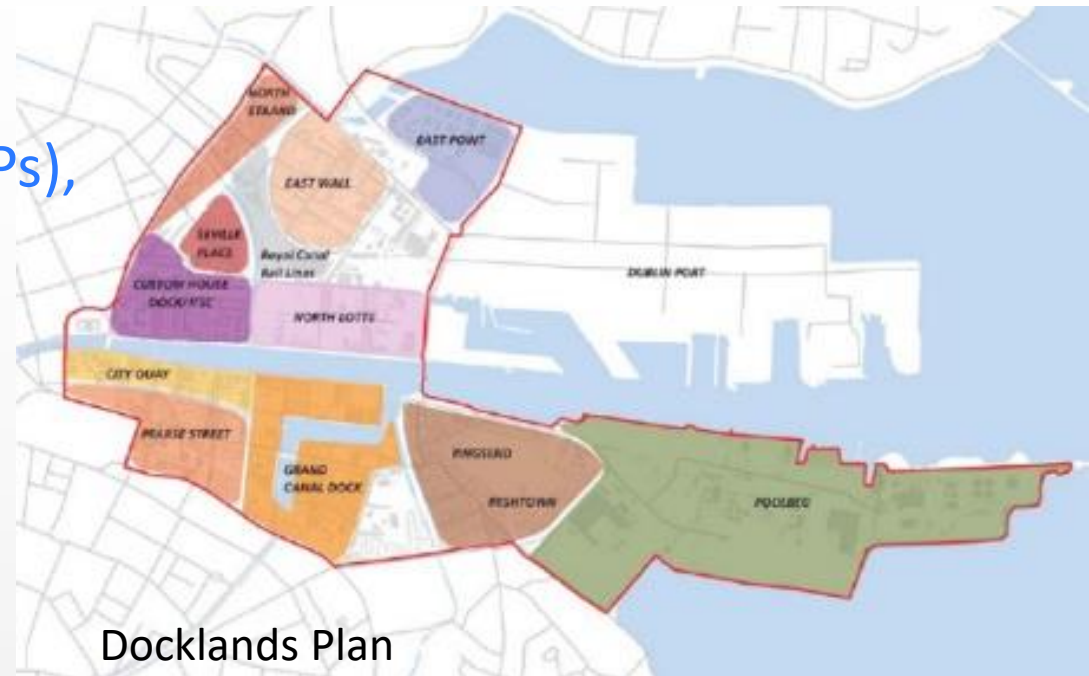 NORTH
STRAND
EAST POINT
Ps),
EAST WALL
SEVILLE
PLACE
Royal Canal
Rail Lines
DUBLIN PORT
CUSTOM HOUSE
DOCK/IFSC
NORTH LOTTS
CITY QUAY
PEARSE STREET
RINGSEND
GRAND
CANAL DOCK
IRISHTOWN
POOLBEG
Docklands Plan